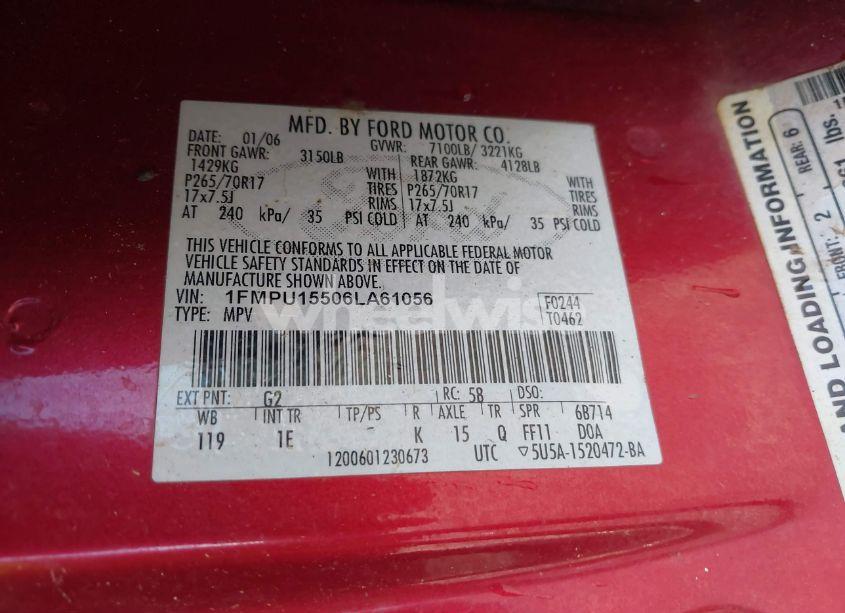 MFD. BY FORD MOTOR CO.
DATE: 01/06 GVWR: 7100LB/ 3221KG
FRONT GAWR: 3150LB REAR GAWR: 4128LB
1429KG WITH 1872KG WITH
P265/70R17 TIRES P265/70R17 TIRES
17x7.5J RIMS 17x7.5J RIMS
AT 240 kPa/ 35 PSI COLD AT 240 kPa/ 35 PSI COLD
THIS VEHICLE CONFORMS TO ALL APPLICABLE FEDERAL MOTOR
VEHICLE SAFETY STANDARDS IN EFFECT ON THE DATE OF
MANUFACTURE SHOWN ABOVE.
VIN: 1FMPU15506LA61056 F0244
TYPE: MPV T0462
EXT PNT: G2 RC: 58 DSO:
WB INT TR TP/PS R AXLE TR SPR 6B714
119 1E K 15 Q FF11 DOA
1200601230673 UTC ▽5U5A-1520472-BA
AND LOADING INFORMATION
FRONT: 2 REAR: 6
lbs.